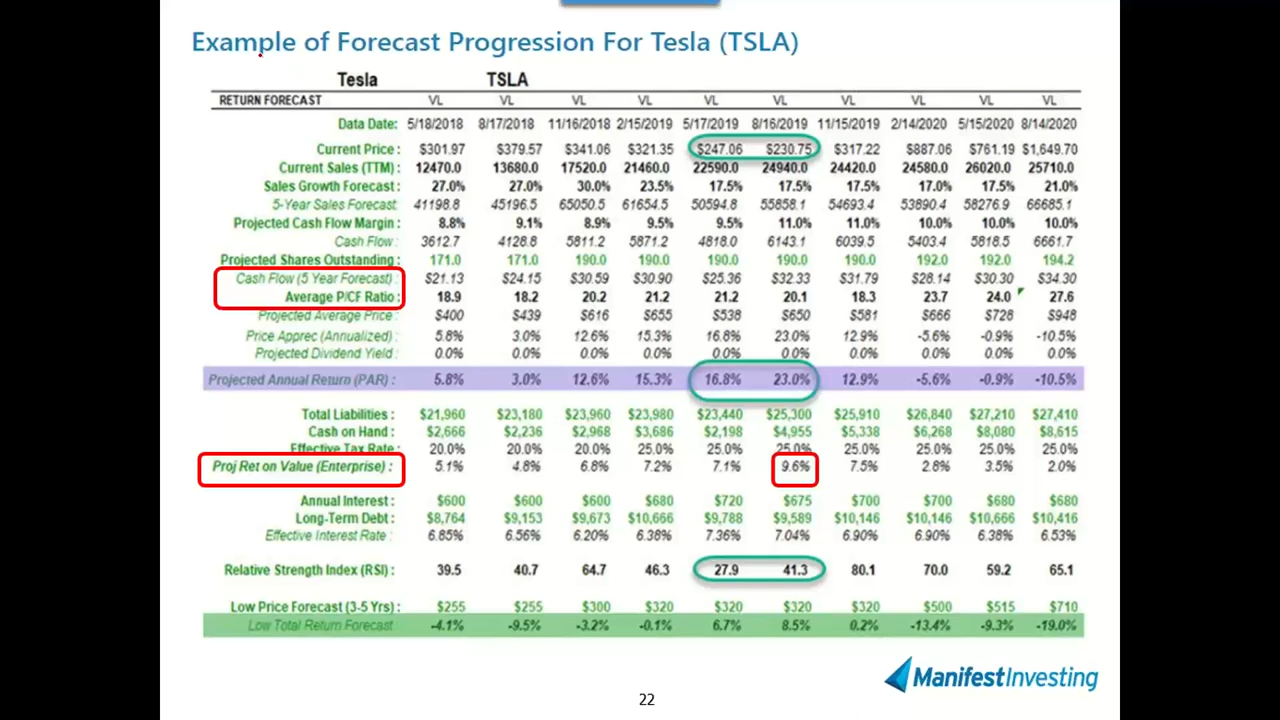 Example of Forecast Progression For Tesla (TSLA)
Tesla TSLA
RETURN FORECAST VL VL VL VL VL VL VL VL VL VL
Data Date: 5/18/2018 8/17/2018 11/16/2018 2/15/2019 5/17/2019 8/16/2019 11/15/2019 2/14/2020 5/15/2020 8/14/2020
Current Price: $301.97 $379.57 $341.06 $321.35 $247.06 $230.75 $317.22 $887.06 $761.19 $1,649.70
Current Sales (TTM): 12470.0 13680.0 17520.0 21460.0 22590.0 24940.0 24420.0 24580.0 26020.0 25710.0
Sales Growth Forecast: 27.0% 27.0% 30.0% 23.5% 17.5% 17.5% 17.5% 17.0% 17.5% 21.0%
5-Year Sales Forecast: 41198.8 45196.5 65050.5 61654.5 50594.8 55858.1 54693.4 53890.4 58276.9 66685.1
Projected Cash Flow Margin: 8.8% 9.1% 8.9% 9.5% 9.5% 11.0% 11.0% 10.0% 10.0% 10.0%
Cash Flow: 3612.7 4128.8 5811.2 5871.2 4818.0 6143.1 6039.5 5403.4 5818.5 6661.7
Projected Shares Outstanding: 171.0 171.0 190.0 190.0 190.0 190.0 190.0 192.0 192.0 194.2
Cash Flow (5 Year Forecast): $21.13 $24.15 $30.59 $30.90 $25.36 $32.33 $31.79 $28.14 $30.30 $34.30
Average P/CF Ratio: 18.9 18.2 20.2 21.2 21.2 20.1 18.3 23.7 24.0 27.6
Projected Average Price: $400 $439 $616 $655 $538 $650 $581 $666 $728 $948
Price Apprec (Annualized): 5.8% 3.0% 12.6% 15.3% 16.8% 23.0% 12.9% -5.6% -0.9% -10.5%
Projected Dividend Yield: 0.0% 0.0% 0.0% 0.0% 0.0% 0.0% 0.0% 0.0% 0.0% 0.0%
Projected Annual Return (PAR): 5.8% 3.0% 12.6% 15.3% 16.8% 23.0% 12.9% -5.6% -0.9% -10.5%
Total Liabilities: $21,960 $23,180 $23,960 $23,980 $23,440 $25,300 $25,910 $26,840 $27,210 $27,410
Cash on Hand: $2,666 $2,236 $2,968 $3,686 $2,198 $4,955 $5,338 $6,268 $8,080 $8,615
Effective Tax Rate: 20.0% 20.0% 20.0% 25.0% 25.0% 25.0% 25.0% 25.0% 25.0% 25.0%
Proj Ret on Value (Enterprise): 5.1% 4.8% 6.8% 7.2% 7.1% 9.6% 7.5% 2.8% 3.5% 2.0%
Annual Interest: $600 $600 $600 $680 $720 $675 $700 $700 $680 $680
Long-Term Debt: $8,764 $9,153 $9,673 $10,666 $9,788 $9,589 $10,146 $10,146 $10,666 $10,416
Effective Interest Rate: 6.85% 6.56% 6.20% 6.38% 7.36% 7.04% 6.90% 6.90% 6.38% 6.53%
Relative Strength Index (RSI): 39.5 40.7 64.7 46.3 27.9 41.3 80.1 70.0 59.2 65.1
Low Price Forecast (3-5 Yrs): $255 $255 $300 $320 $320 $320 $320 $500 $515 $710
Low Total Return Forecast -4.1% -9.5% -3.2% -0.1% 6.7% 8.5% 0.2% -13.4% -9.3% -19.0%
ManifestInvesting
22